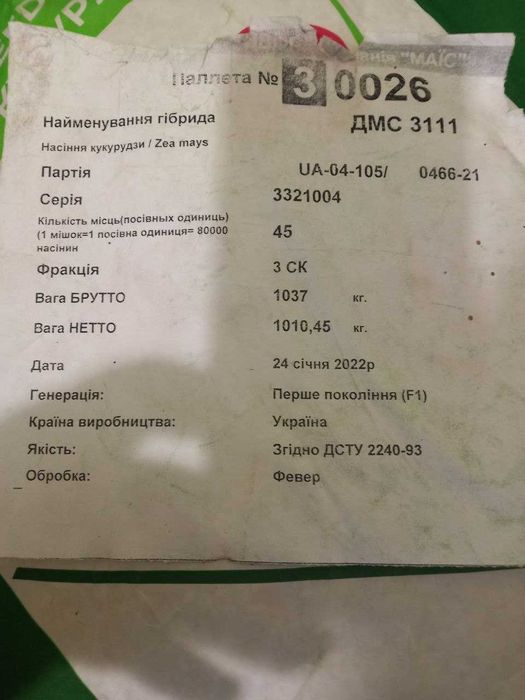 "МАЇС"
Паллета № 3 0026
Найменування гібрида ДМС 3111
Насіння кукурудзи / Zea mays
Партія UA-04-105/ 0466-21
Серія 3321004
Кількість місць(посівных одиниць)
(1 мішок=1 посівна одиниця= 80000
насінин 45
Фракція 3 СК
Вага БРУТТО 1037 кг.
Вага НЕТТО 1010,45 кг.
Дата 24 січня 2022р
Генерація: Перше покоління (F1)
Країна виробництва: Україна
Якість: Згідно ДСТУ 2240-93
Обробка: Февер